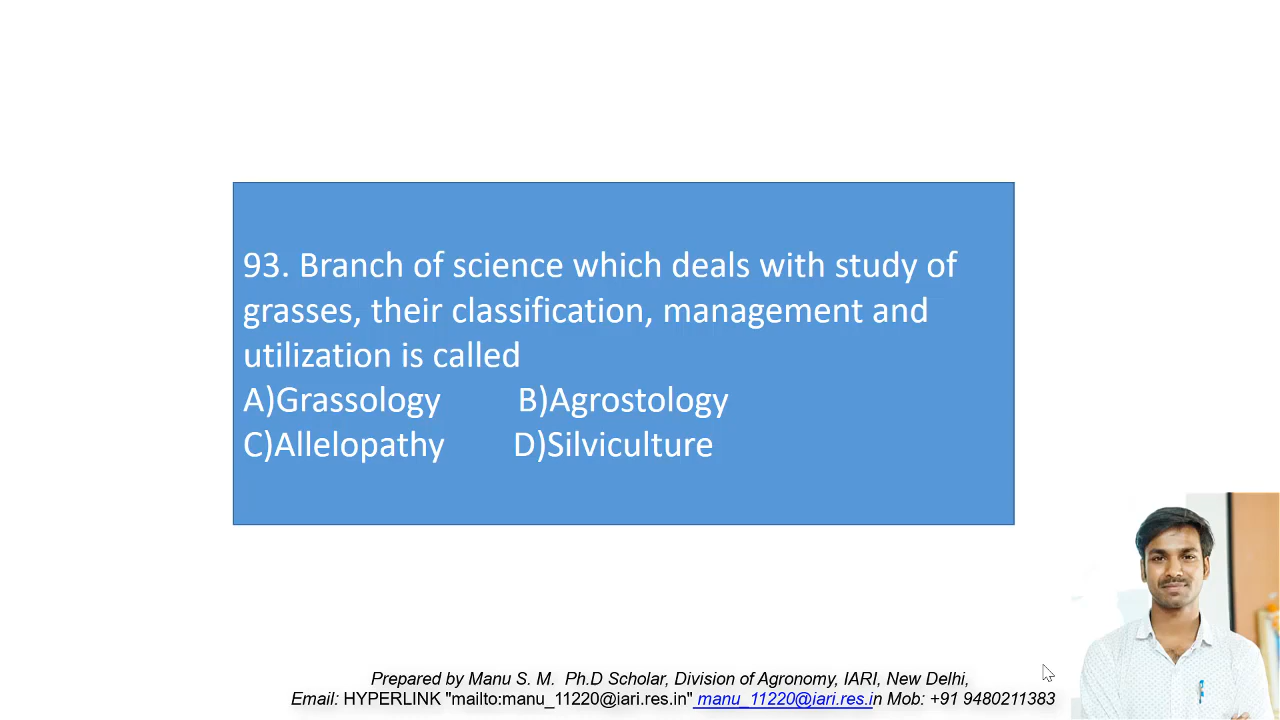 93. Branch of science which deals with study of
grasses, their classification, management and
utilization is called
A)Grassology B)Agrostology
C)Allelopathy D)Silviculture
Prepared by Manu S. M. Ph.D Scholar, Division of Agronomy, IARI, New Delhi,
Email: HYPERLINK "mailto:manu_11220@iari.res.in" manu_11220@iari.res.in Mob: +91 9480211383